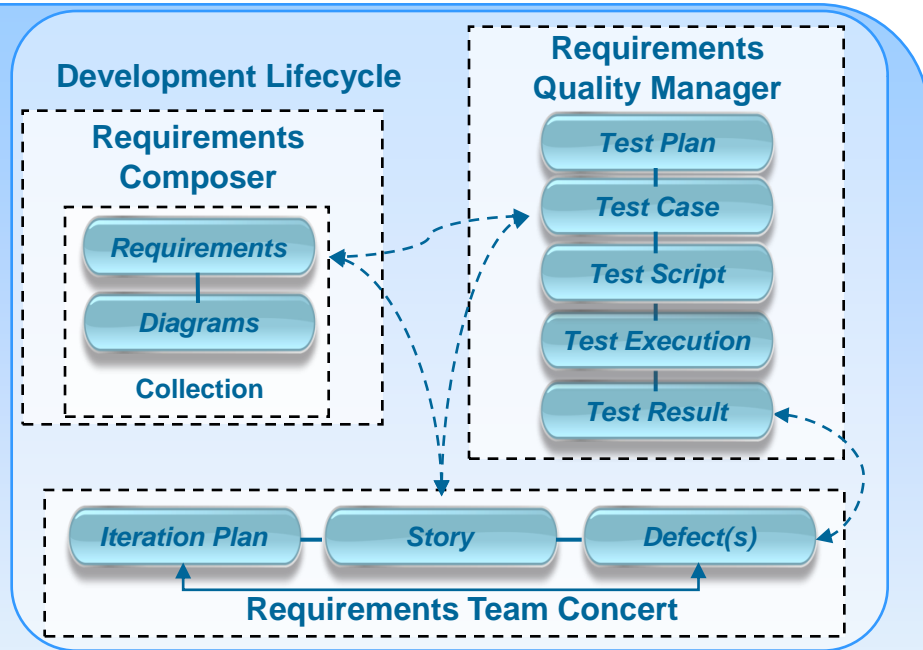 Development Lifecycle
Requirements
Composer
Requirements
Diagrams
Collection
Requirements
Quality Manager
Test Plan
Test Case
Test Script
Test Execution
Test Result
Iteration Plan
Story
Defect(s)
Requirements Team Concert